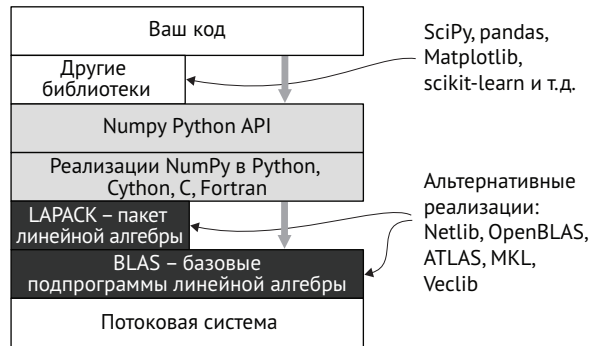 Ваш код
Другие
библиотеки
Numpy Python API
Реализации NumPy в Python,
Cython, C, Fortran
LAPACK – пакет
линейной алгебры
BLAS – базовые
подпрограммы линейной алгебры
Потоковая система
SciPy, pandas,
Matplotlib,
scikit-learn и т.д.
Альтернативные
реализации:
Netlib, OpenBLAS,
ATLAS, MKL,
Veclib